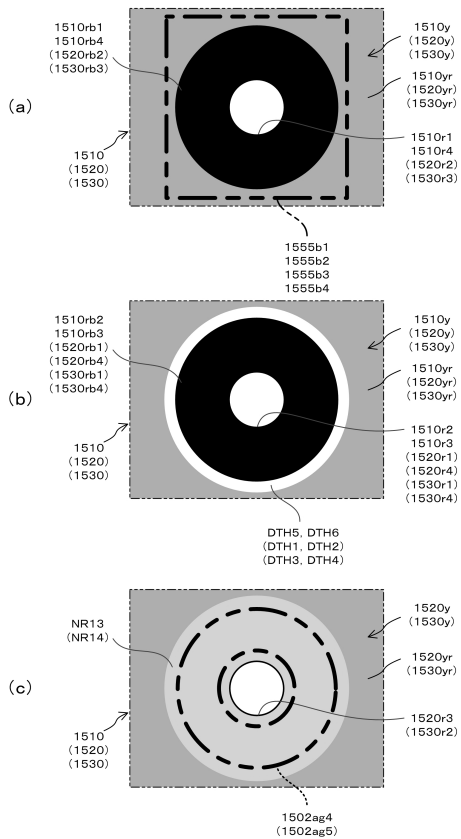 1510rb1
1510rb4
(1520rb2)
(1530rb3)
1510y
(1520y)
(1530y)
1510yr
(1520yr)
(1530yr)
(a)
1510r1
1510r4
(1520r2)
(1530r3)
1510
(1520)
(1530)
1555b1
1555b2
1555b3
1555b4
1510rb2
1510rb3
(1520rb1)
(1520rb4)
(1530rb1)
(1530rb4)
1510y
(1520y)
(1530y)
1510yr
(1520yr)
(1530yr)
(b)
1510
(1520)
(1530)
1510r2
1510r3
(1520r1)
(1520r4)
(1530r1)
(1530r4)
DTH5, DTH6
(DTH1, DTH2)
(DTH3, DTH4)
NR13
(NR14)
1520y
(1530y)
1520yr
(1530yr)
(c)
1520r3
(1530r2)
1510
(1520)
(1530)
1502ag4
(1502ag5)